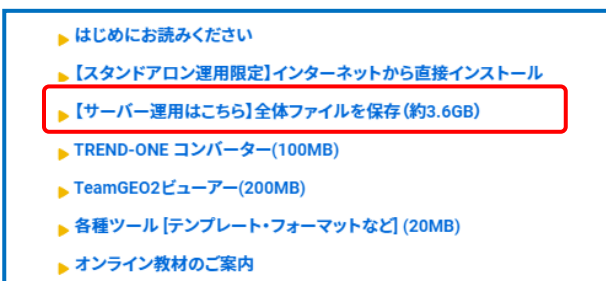 はじめにお読みください
【スタンドアロン運用限定】インターネットから直接インストール
【サーバー運用はこちら】全体ファイルを保存（約3.6GB）
TREND-ONE コンバーター(100MB)
TeamGEO2ビューアー(200MB)
各種ツール [テンプレート・フォーマットなど] (20MB)
オンライン教材のご案内